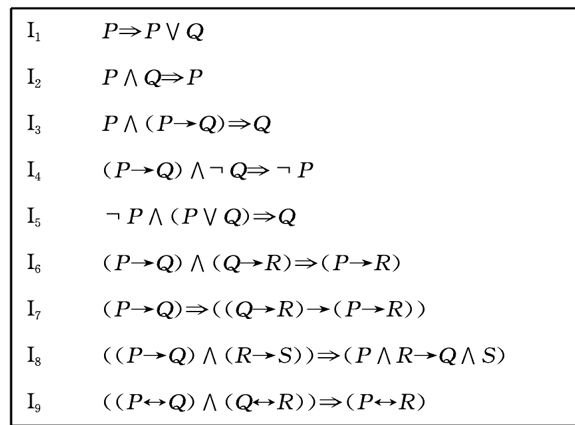 I₁ P⇒P∨Q
I₂ P∧Q⇒P
I₃ P∧(P→Q)⇒Q
I₄ (P→Q)∧¬Q⇒¬P
I₅ ¬P∧(P∨Q)⇒Q
I₆ (P→Q)∧(Q→R)⇒(P→R)
I₇ (P→Q)⇒((Q→R)→(P→R))
I₈ ((P→Q)∧(R→S))⇒(P∧R→Q∧S)
I₉ ((P↔Q)∧(Q↔R))⇒(P↔R)